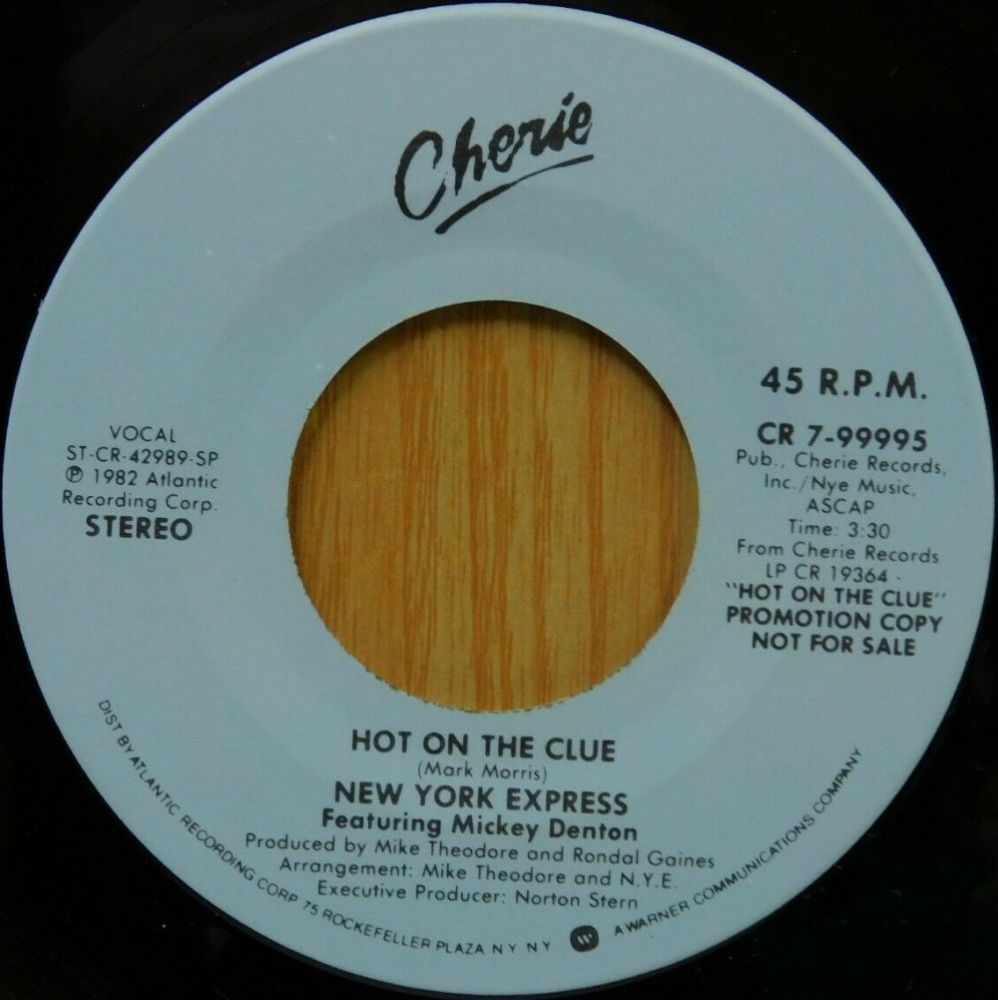 Cherie
45 R.P.M.
CR 7-99995
Pub., Cherie Records,
Inc./Nye Music,
ASCAP
Time: 3:30
From Cherie Records
LP CR 19364 -
"HOT ON THE CLUE"
PROMOTION COPY
NOT FOR SALE
VOCAL
ST-CR-42989-SP
℗ 1982 Atlantic
Recording Corp.
STEREO
HOT ON THE CLUE
(Mark Morris)
NEW YORK EXPRESS
Featuring Mickey Denton
Produced by Mike Theodore and Rondal Gaines
Arrangement: Mike Theodore and N.Y.E.
Executive Producer: Norton Stern
DIST BY ATLANTIC RECORDING CORP 75 ROCKEFELLER PLAZA N Y N Y W A WARNER COMMUNICATIONS COMPANY